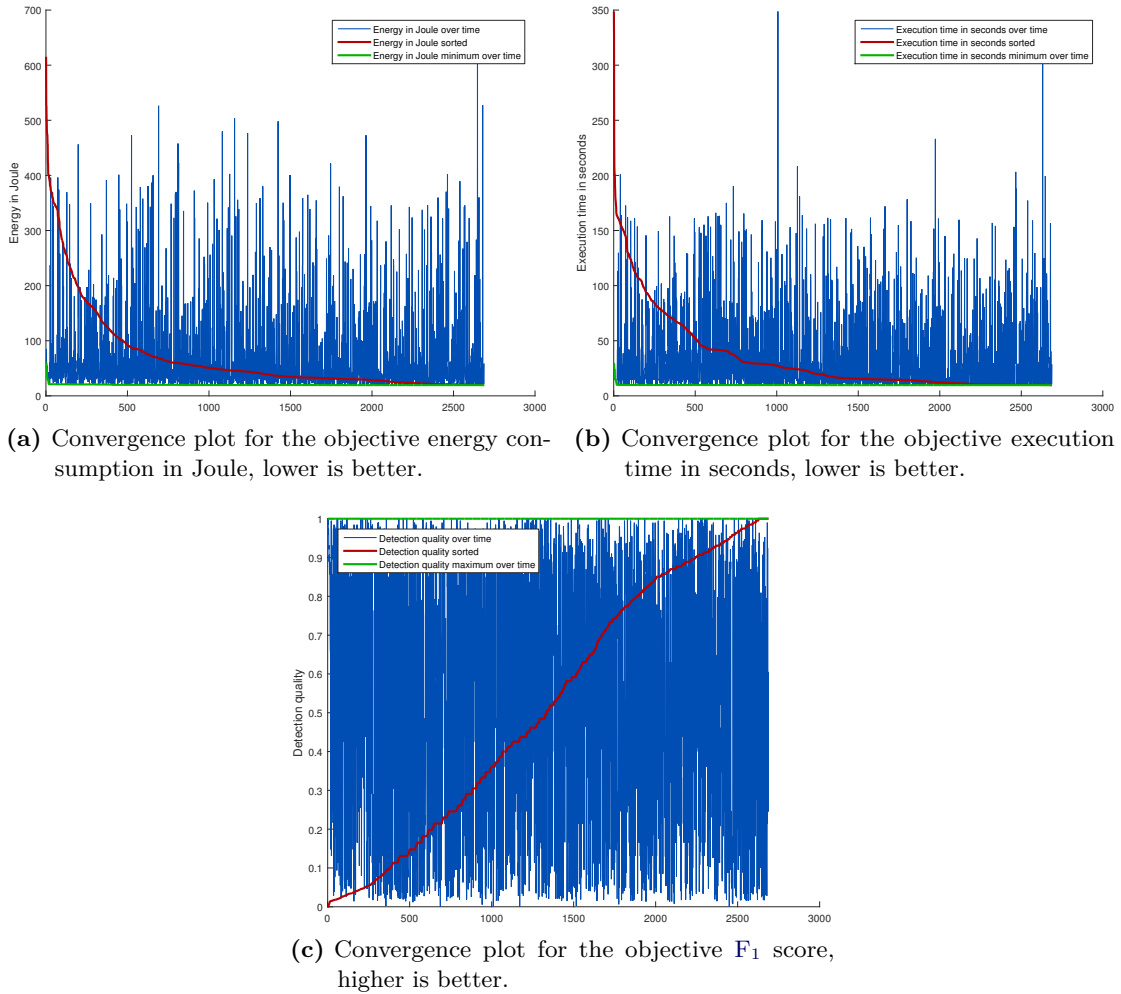 700
600
500
400
300
200
100
0
Energy in Joule
Energy in Joule over time
Energy in Joule sorted
Energy in Joule minimum over time
0 500 1000 1500 2000 2500 3000
(a) Convergence plot for the objective energy con-
sumption in Joule, lower is better.
350
300
250
200
150
100
50
0
Execution time in seconds
Execution time in seconds over time
Execution time in seconds sorted
Execution time in seconds minimum over time
0 500 1000 1500 2000 2500 3000
(b) Convergence plot for the objective execution
time in seconds, lower is better.
1
0.9
0.8
0.7
0.6
0.5
0.4
0.3
0.2
0.1
0
Detection quality
Detection quality over time
Detection quality sorted
Detection quality maximum over time
0 500 1000 1500 2000 2500 3000
(c) Convergence plot for the objective F₁ score,
higher is better.